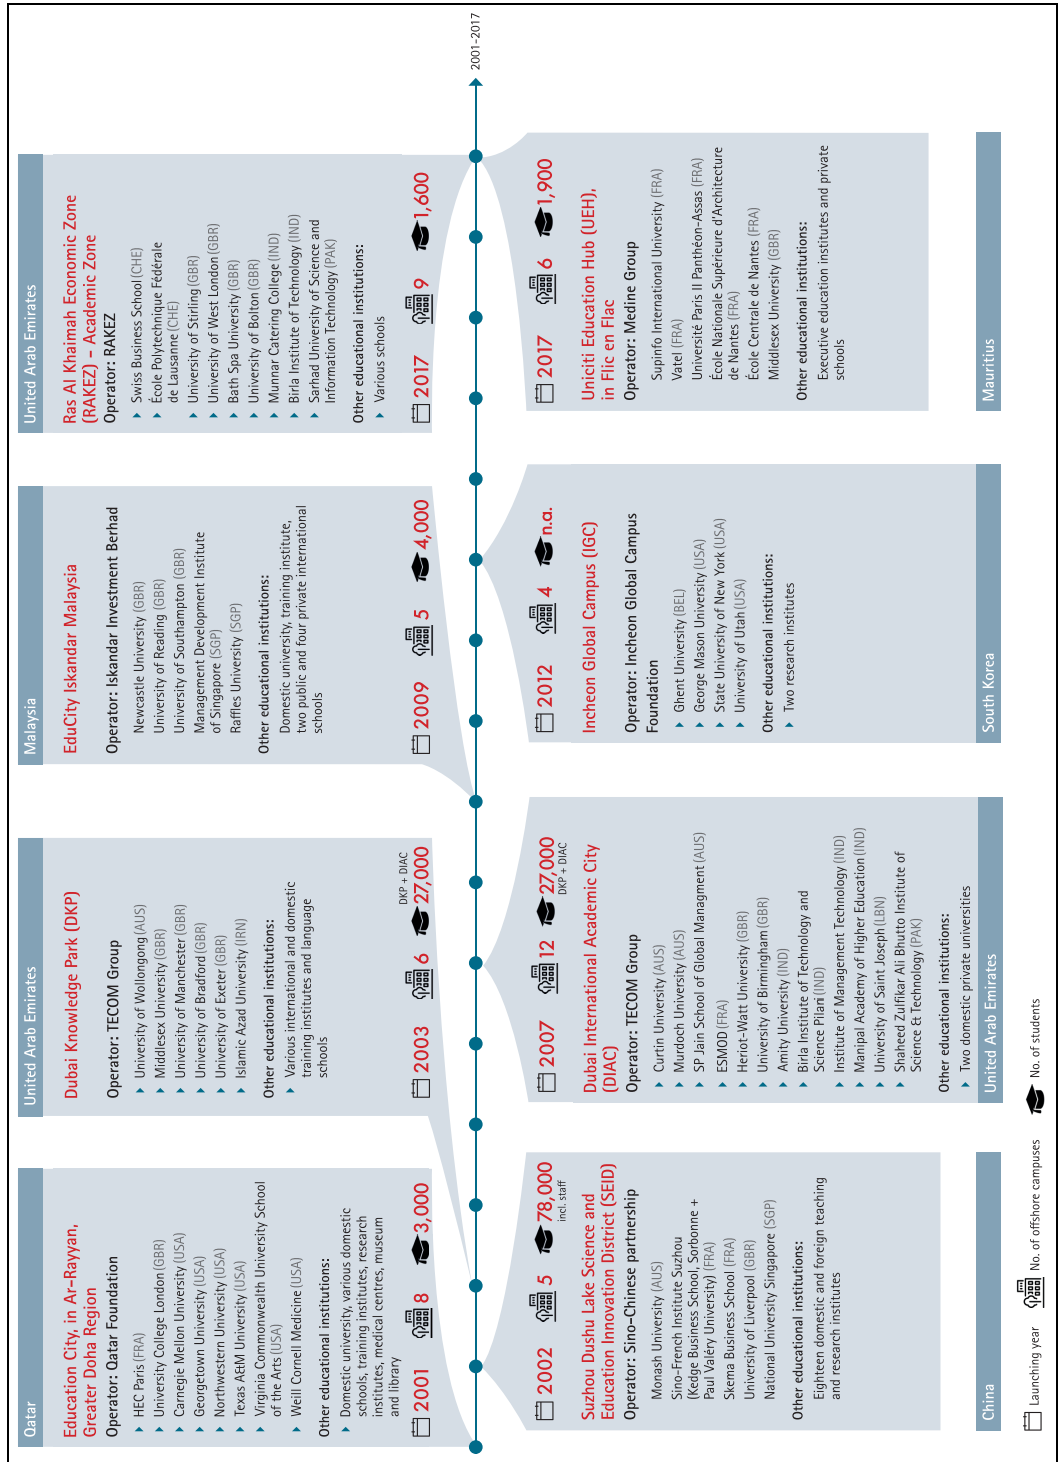 Qatar
Education City, in Ar-Rayyan,
Greater Doha Region
Operator: Qatar Foundation
HEC Paris (FRA)
University College London (GBR)
Carnegie Mellon University (USA)
Georgetown University (USA)
Northwestern University (USA)
Texas A&M University (USA)
Virginia Commonwealth University School
of the Arts (USA)
Weill Cornell Medicine (USA)
Other educational institutions:
Domestic university, various domestic
schools, training institutes, research
institutes, medical centres, museum
and library
2001 8 3,000
United Arab Emirates
Dubai Knowledge Park (DKP)
Operator: TECOM Group
University of Wollongong (AUS)
Middlesex University (GBR)
University of Manchester (GBR)
University of Bradford (GBR)
University of Exeter (GBR)
Islamic Azad University (IRN)
Other educational institutions:
Various international and domestic
training institutes and language
schools
DKP + DIAC
2003 6 27,000
Malaysia
EduCity Iskandar Malaysia
Operator: Iskandar Investment Berhad
Newcastle University (GBR)
University of Reading (GBR)
University of Southampton (GBR)
Management Development Institute
of Singapore (SGP)
Raffles University (SGP)
Other educational institutions:
Domestic university, training institute,
two public and four private international
schools
2009 5 4,000
United Arab Emirates
Ras Al Khaimah Economic Zone
(RAKEZ) – Academic Zone
Operator: RAKEZ
Swiss Business School (CHE)
École Polytechnique Fédérale
de Lausanne (CHE)
University of Stirling (GBR)
University of West London (GBR)
Bath Spa University (GBR)
University of Bolton (GBR)
Munnar Catering College (IND)
Birla Institute of Technology (IND)
Sarhad University of Science and
Information Technology (PAK)
Other educational institutions:
Various schools
2017 9 1,600
2001-2017
2002 5 78,000
incl. staff
Suzhou Dushu Lake Science and
Education Innovation District (SEID)
Operator: Sino-Chinese partnership
Monash University (AUS)
Sino-French Institute Suzhou
(Kedge Business School, Sorbonne +
Paul Valéry University) (FRA)
Skema Business School (FRA)
University of Liverpool (GBR)
National University Singapore (SGP)
Other educational institutions:
Eighteen domestic and foreign teaching
and research institutes
China
2007 12 27,000
DKP + DIAC
Dubai International Academic City
(DIAC)
Operator: TECOM Group
Curtin University (AUS)
Murdoch University (AUS)
SP Jain School of Global Managment (AUS)
ESMOD (FRA)
Heriot-Watt University (GBR)
University of Birmingham (GBR)
Amity University (IND)
Birla Institute of Technology and
Science Pilani (IND)
Institute of Management Technology (IND)
Manipal Academy of Higher Education (IND)
University of Saint Joseph (LBN)
Shaheed Zulfikar Ali Bhutto Institute of
Science & Technology (PAK)
Other educational institutions:
Two domestic private universities
United Arab Emirates
2012 4 n.a.
Incheon Global Campus (IGC)
Operator: Incheon Global Campus
Foundation
Ghent University (BEL)
George Mason University (USA)
State University of New York (USA)
University of Utah (USA)
Other educational institutions:
Two research institutes
South Korea
2017 6 1,900
Uniciti Education Hub (UEH),
in Flic en Flac
Operator: Medine Group
Supinfo International University (FRA)
Vatel (FRA)
Université Paris II Panthéon-Assas (FRA)
École Nationale Supérieure d'Architecture
de Nantes (FRA)
École Centrale de Nantes (FRA)
Middlesex University (GBR)
Other educational institutions:
Executive education institutes and private
schools
Mauritius
Launching year
No. of offshore campuses
No. of students